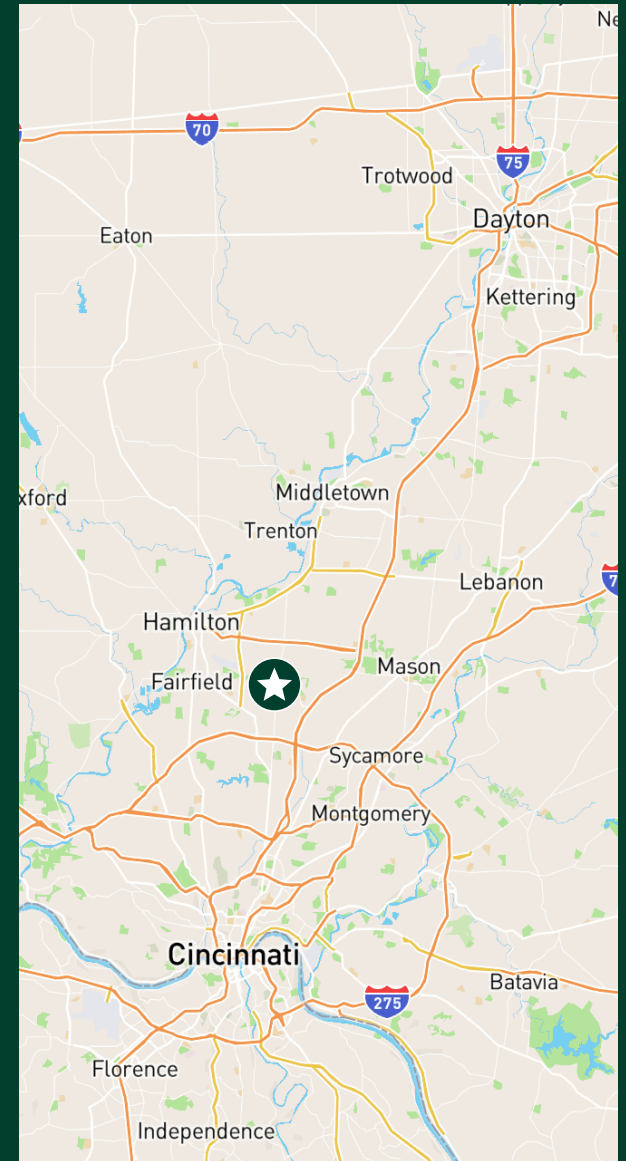 Ne
70
75
Trotwood
Dayton
Eaton
Kettering
Middletown
xford
Trenton
Lebanon
7
Hamilton
Mason
Fairfield
Sycamore
Montgomery
Cincinnati
Batavia
275
Florence
Independence